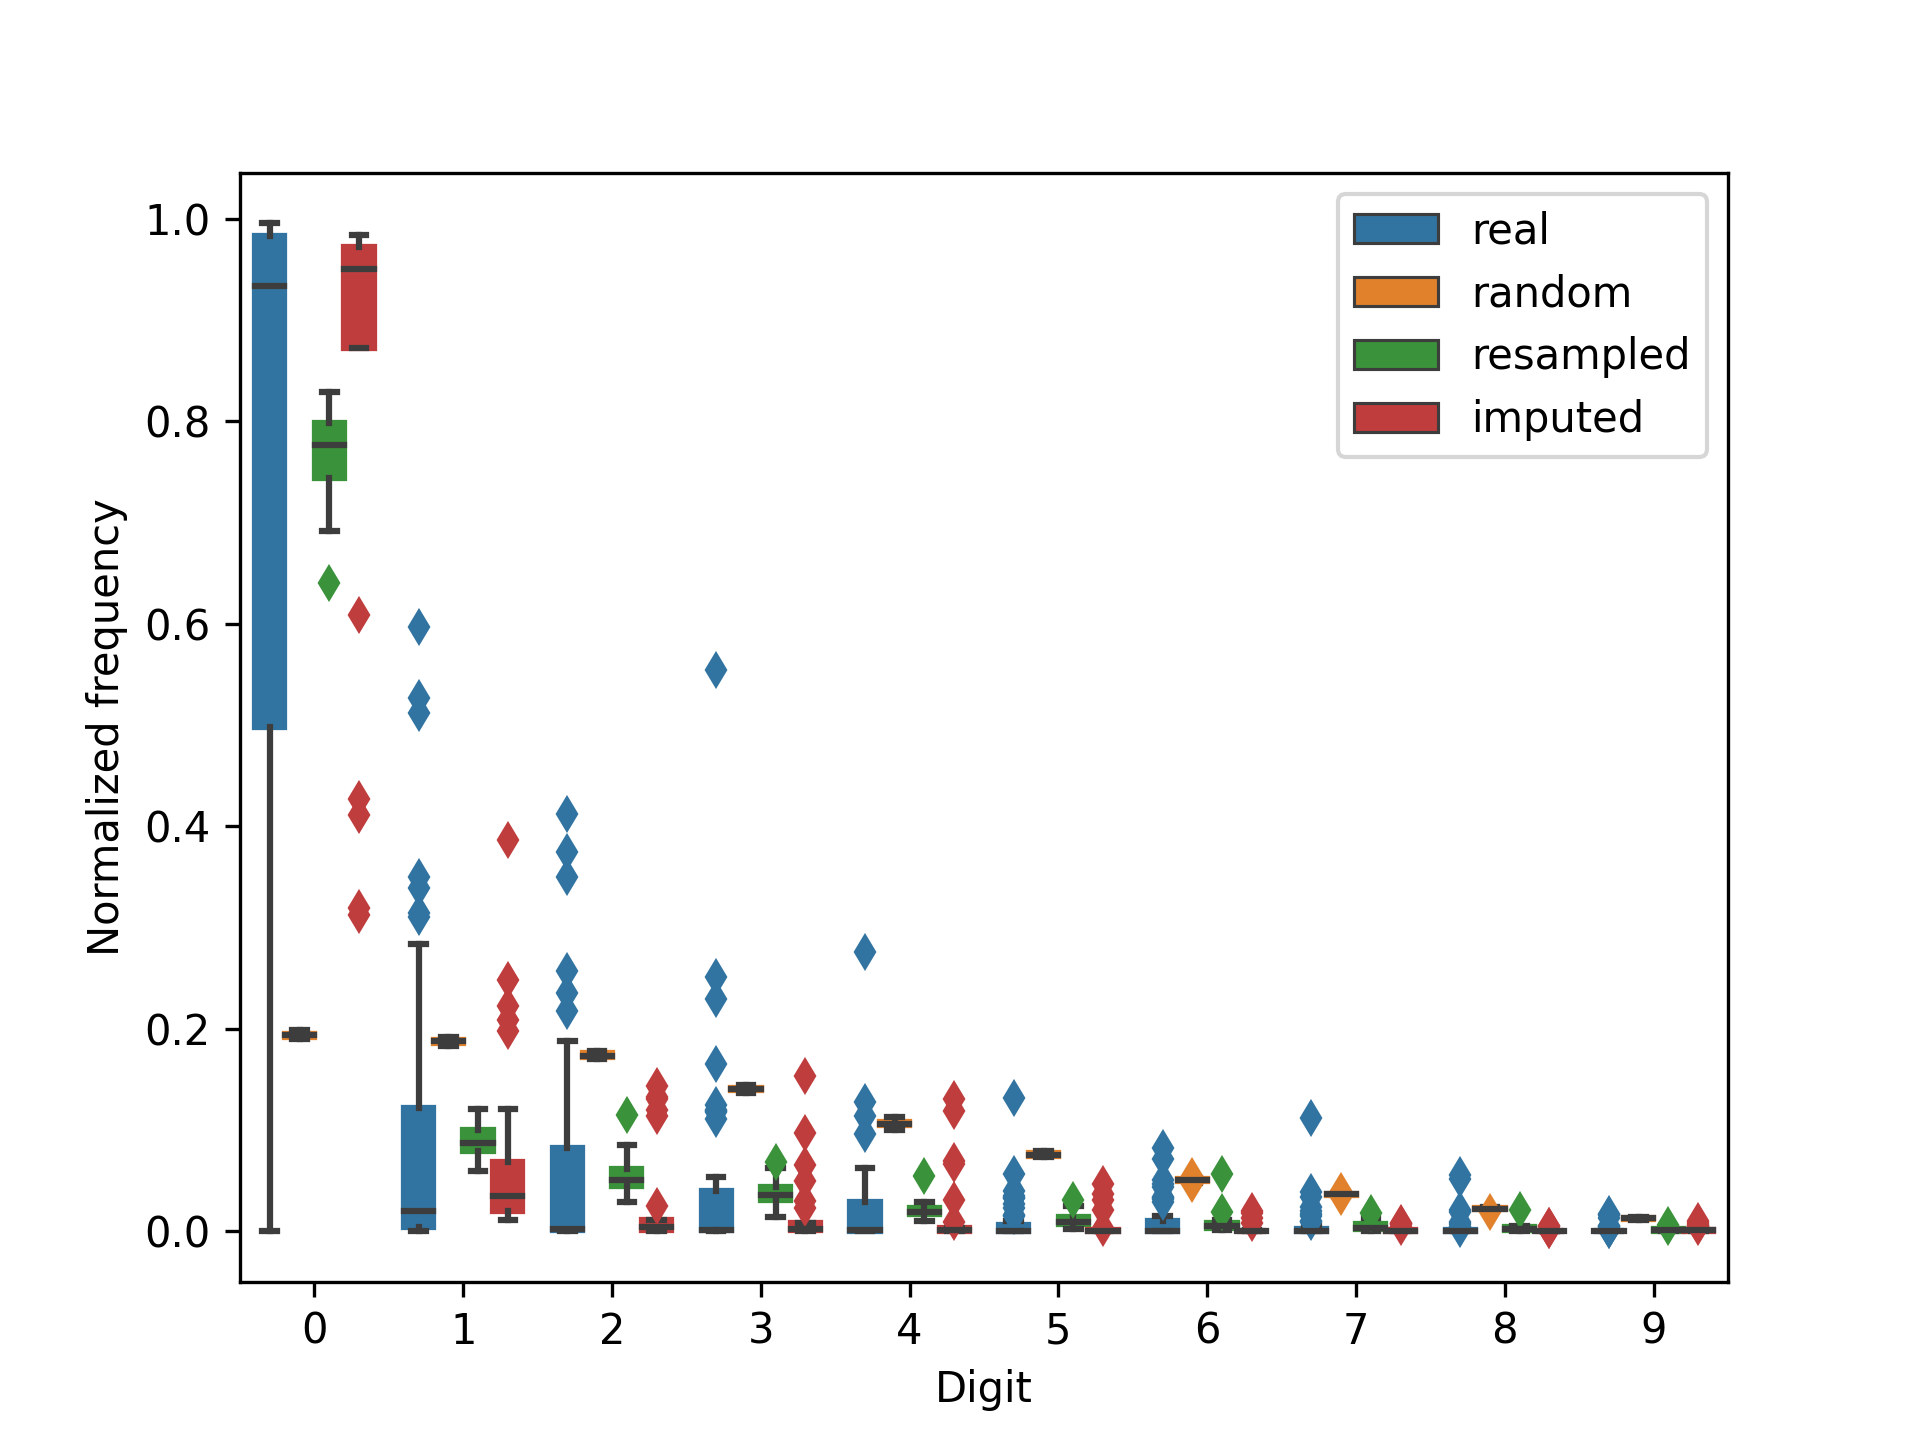 real
random
resampled
imputed
Normalized frequency
1.0
0.8
0.6
0.4
0.2
0.0
0 1 2 3 4 5 6 7 8 9
Digit